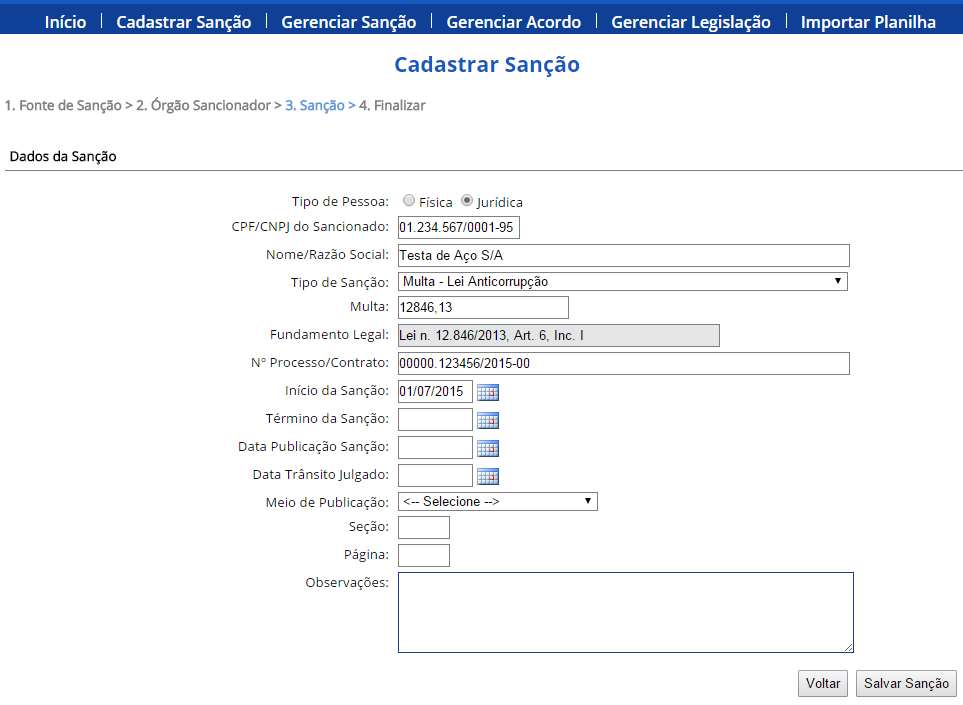 Início | Cadastrar Sanção | Gerenciar Sanção | Gerenciar Acordo | Gerenciar Legislação | Importar Planilha
Cadastrar Sanção
1. Fonte de Sanção > 2. Órgão Sancionador > 3. Sanção > 4. Finalizar
Dados da Sanção
Tipo de Pessoa: Física Jurídica
CPF/CNPJ do Sancionado: 01.234.567/0001-95
Nome/Razão Social: Testa de Aço S/A
Tipo de Sanção: Multa - Lei Anticorrupção
Multa: 12846,13
Fundamento Legal: Lei n. 12.846/2013, Art. 6, Inc. I
Nº Processo/Contrato: 00000.123456/2015-00
Início da Sanção: 01/07/2015
Término da Sanção:
Data Publicação Sanção:
Data Trânsito Julgado:
Meio de Publicação: <-- Selecione -->
Seção:
Página:
Observações:
Voltar Salvar Sanção